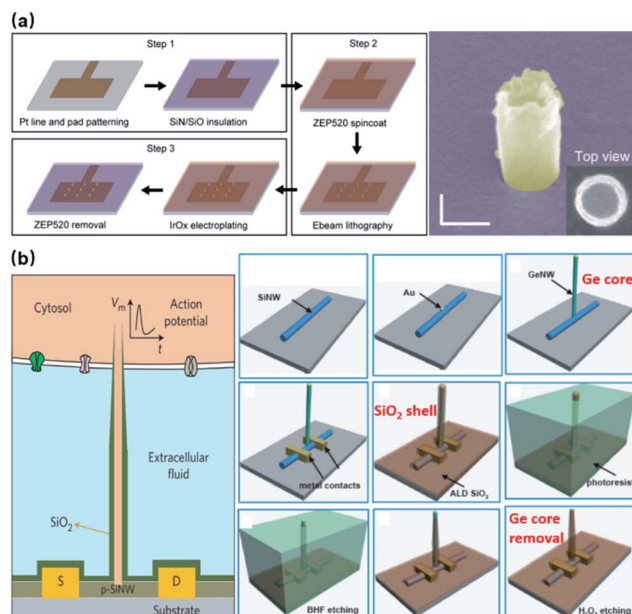 (a)
Step 1
Pt line and pad patterning
SiN/SiO insulation
Step 2
ZEP520 spincoat
Ebeam lithography
Step 3
ZEP520 removal
IrOx electroplating
Top view
(b)
Cytosol
Vm
t
Action
potential
Extracellular
fluid
SiO2
S
D
p-SiNW
Substrate
SiNW
Au
GeNW
Ge core
metal contacts
SiO2 shell
ALD SiO2
photoresist
BHF etching
Ge core
removal
H2O2 etching